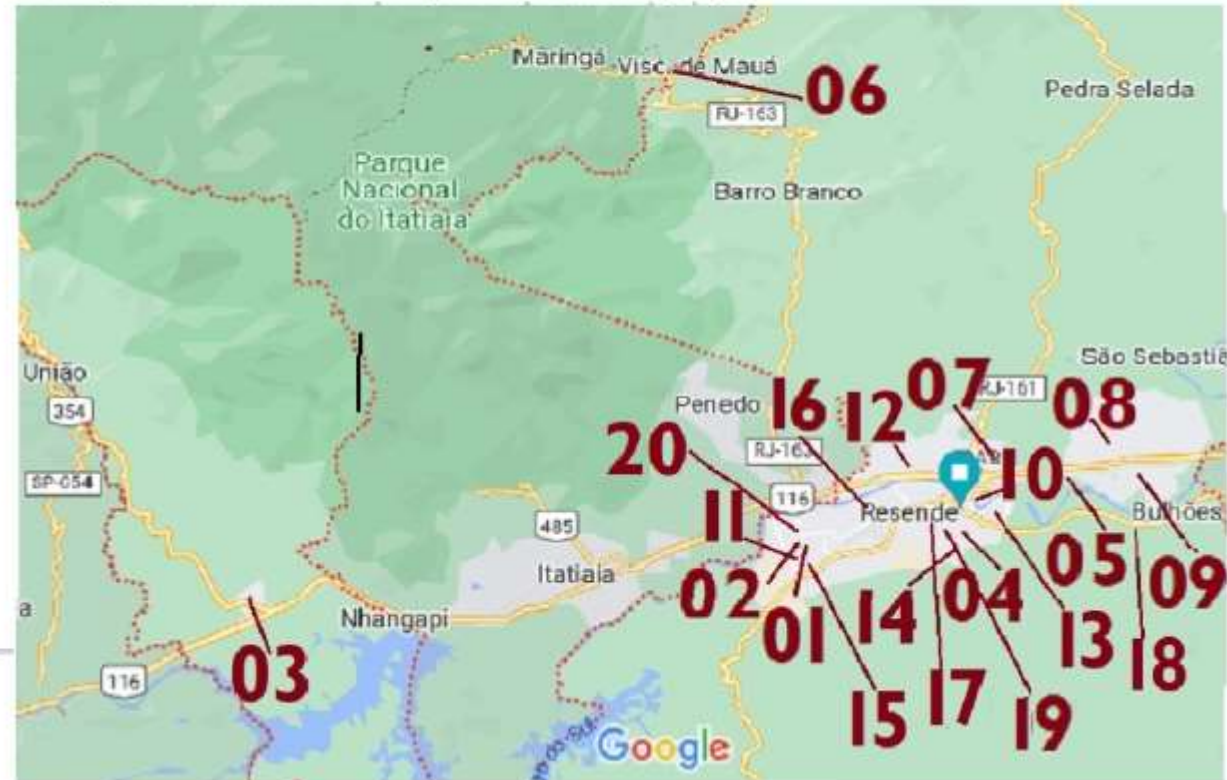 Maringá
Visc. de Mauá
06
RJ-163
Pedra Selada
Parque
Nacional
do Itatiaia
Barro Branco
União
354
São Sebastiã
07
RJ-161
08
Penedo
16
12
20
RJ-163
SP-054
10
116
485
Resende
Bulhões
11
Itatiaia
02
01
14
04
05
09
a
Nhangapi
03
13
18
116
15
17
19
do Sul
Google